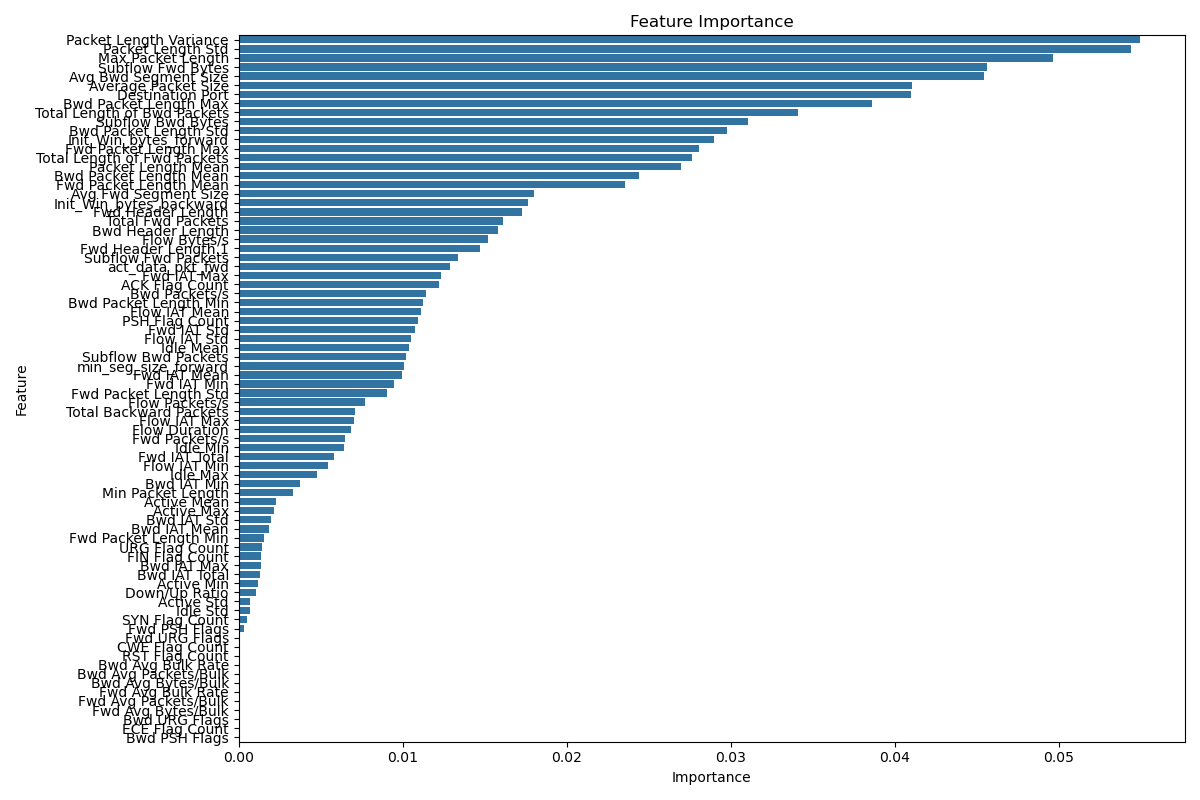 Feature Importance
Packet Length Variance
Packet Length Std
Max Packet Length
Subflow Fwd Bytes
Avg Bwd Segment Size
Average Packet Size
Destination Port
Bwd Packet Length Max
Total Length of Bwd Packets
Subflow Bwd Bytes
Bwd Packet Length Std
Init_Win_bytes_forward
Fwd Packet Length Max
Total Length of Fwd Packets
Packet Length Mean
Bwd Packet Length Mean
Fwd Packet Length Mean
Avg Fwd Segment Size
Init_Win_bytes_backward
Fwd Header Length
Total Fwd Packets
Bwd Header Length
Flow Bytes/s
Fwd Header Length.1
Subflow Fwd Packets
act_data_pkt_fwd
Fwd IAT Max
ACK Flag Count
Bwd Packets/s
Bwd Packet Length Min
Flow IAT Mean
PSH Flag Count
Fwd IAT Std
Flow IAT Std
Idle Mean
Subflow Bwd Packets
min_seg_size_forward
Fwd IAT Mean
Fwd IAT Min
Fwd Packet Length Std
Flow Packets/s
Total Backward Packets
Flow IAT Max
Flow Duration
Fwd Packets/s
Idle Min
Fwd IAT Total
Flow IAT Min
Idle Max
Bwd IAT Min
Min Packet Length
Active Mean
Active Max
Bwd IAT Std
Bwd IAT Mean
Fwd Packet Length Min
URG Flag Count
FIN Flag Count
Bwd IAT Max
Bwd IAT Total
Active Min
Down/Up Ratio
Active Std
Idle Std
SYN Flag Count
Fwd PSH Flags
Fwd URG Flags
CWE Flag Count
RST Flag Count
Bwd Avg Bulk Rate
Bwd Avg Packets/Bulk
Bwd Avg Bytes/Bulk
Fwd Avg Bulk Rate
Fwd Avg Packets/Bulk
Fwd Avg Bytes/Bulk
Bwd URG Flags
ECE Flag Count
Bwd PSH Flags
Feature
0.00 0.01 0.02 0.03 0.04 0.05
Importance